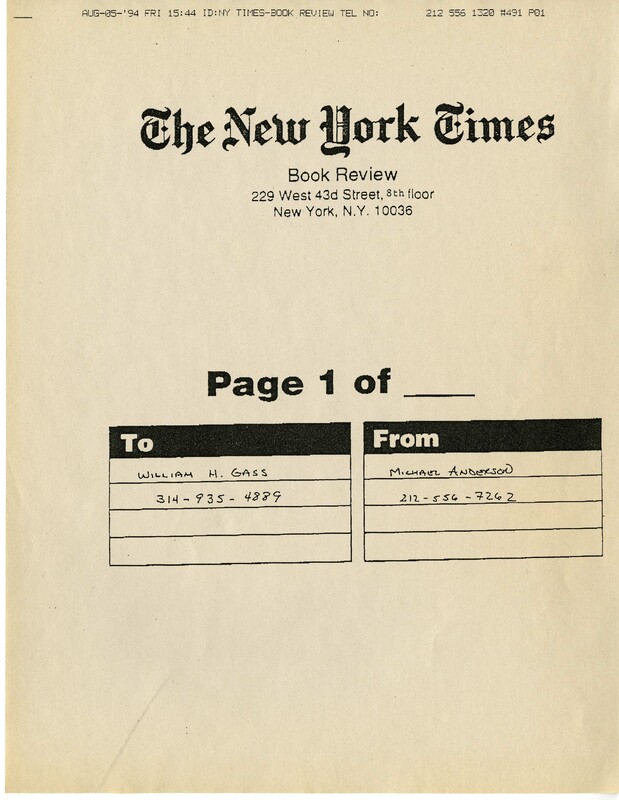 AUG-05-'94 FRI 15:44 ID:NY TIMES-BOOK REVIEW TEL NO: 212 556 1320 #491 P01
The New York Times
Book Review
229 West 43d Street, 8th floor
New York, N.Y. 10036
Page 1 of ____
To
WILLIAM H. GASS
314-935-4889
From
MICHAEL ANDERSON
212-556-7262